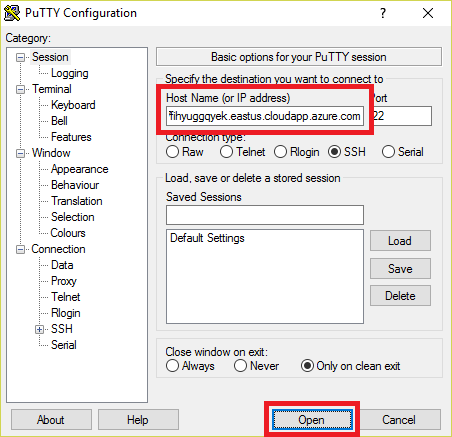 PuTTY Configuration
Category:
Session
Logging
Terminal
Keyboard
Bell
Features
Window
Appearance
Behaviour
Translation
Selection
Colours
Connection
Data
Proxy
Telnet
Rlogin
SSH
Serial
Basic options for your PuTTY session
Specify the destination you want to connect to
Host Name (or IP address) Port
fihyuggqyek.eastus.cloudapp.azure.com 22
Connection type:
Raw Telnet Rlogin SSH Serial
Load, save or delete a stored session
Saved Sessions
Default Settings
Load
Save
Delete
Close window on exit:
Always Never Only on clean exit
About Help Open Cancel